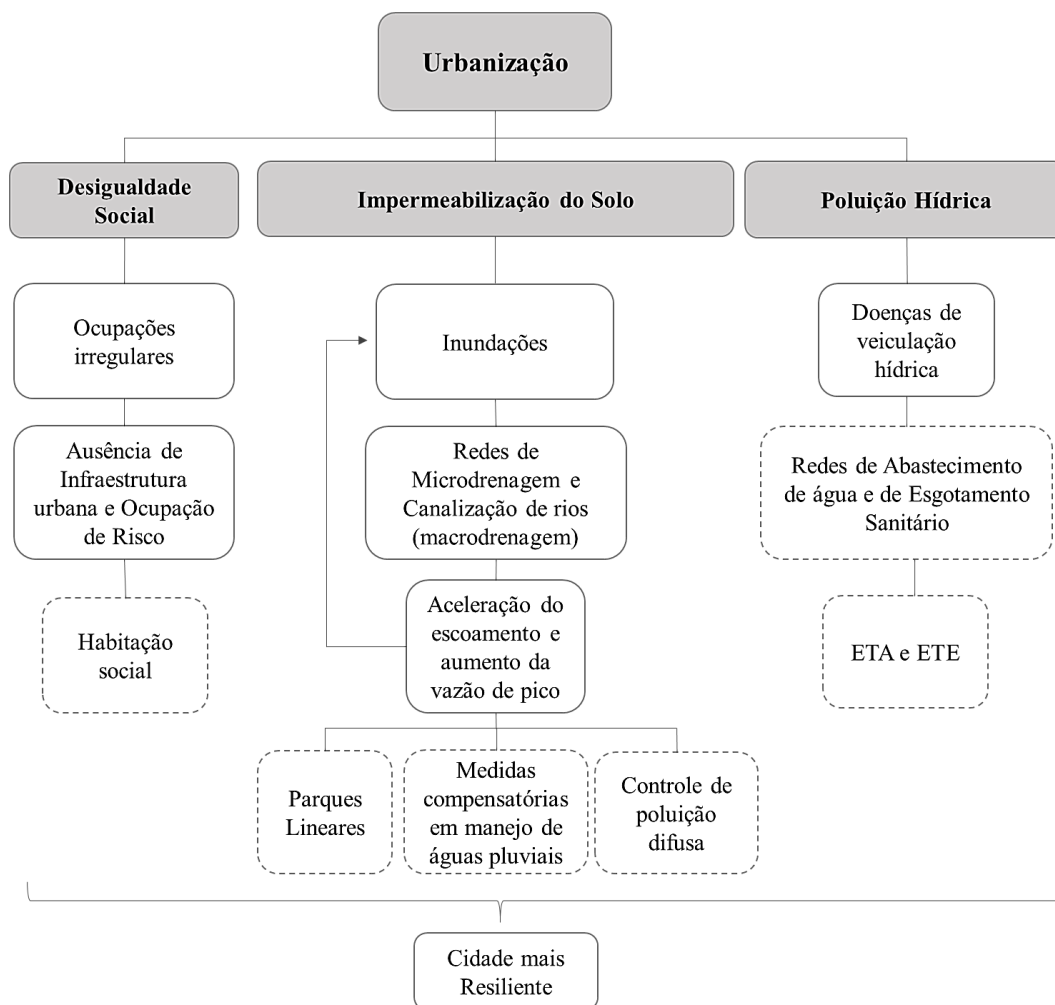 Urbanização
Desigualdade
Social
Impermeabilização do Solo
Poluição Hídrica
Ocupações
irregulares
Inundações
Doenças de
veiculação
hídrica
Ausência de
Infraestrutura
urbana e Ocupação
de Risco
Redes de
Microdrenagem e
Canalização de rios
(macrodrenagem)
Redes de Abastecimento
de água e de Esgotamento
Sanitário
Habitação
social
Aceleração do
escoamento e
aumento da
vazão de pico
ETA e ETE
Parques
Lineares
Medidas
compensatórias
em manejo de
águas pluviais
Controle de
poluição
difusa
Cidade mais
Resiliente